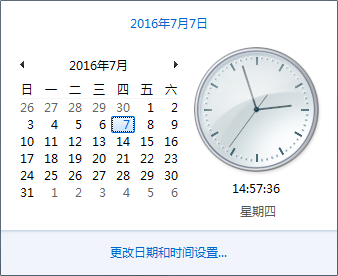 2016年7月7日
2016年7月
日 一 二 三 四 五 六
26 27 28 29 30 1 2
3 4 5 6 7 8 9
10 11 12 13 14 15 16
17 18 19 20 21 22 23
24 25 26 27 28 29 30
31 1 2 3 4 5 6
14:57:36
星期四
更改日期和时间设置...